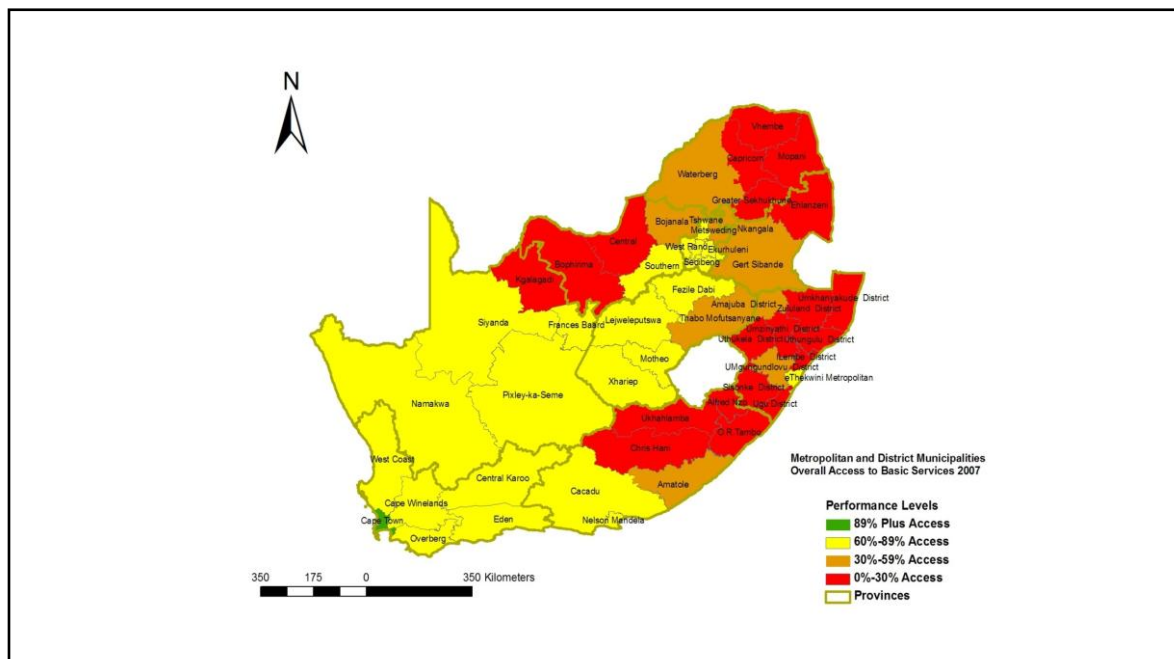 N
Vhembe
Capricorn
Mopani
Waterberg
Greater Sekhukhune
Ehlanzeni
Bojanala
Tshwane
Metsweding
Nkangala
Central
West Rand
Ekurhuleni
Bophirima
Kgalagadi
Southern
Sedibeng
Gert Sibande
Fezile Dabi
Umkhanyakude District
Amajuba District
Zululand District
Siyanda
Frances Baard
Lejweleputswa
Thabo Mofutsanyane
Umzinyathi District
Uthukela District
Uthungulu District
Motheo
iLembe District
UMgungundlovu District
eThekwini Metropolitan
Xhariep
Sisonke District
Pixley-ka-Seme
Namakwa
Alfred Nzo
Ugu District
Ukhahlamba
O.R.Tambo
Chris Hani
West Coast
Metropolitan and District Municipalities
Overall Access to Basic Services 2007
Central Karoo
Amatole
Cacadu
Cape Winelands
Cape Town
Eden
Nelson Mandela
Overberg
Performance Levels
89% Plus Access
60%-89% Access
30%-59% Access
0%-30% Access
Provinces
350 175 0 350 Kilometers